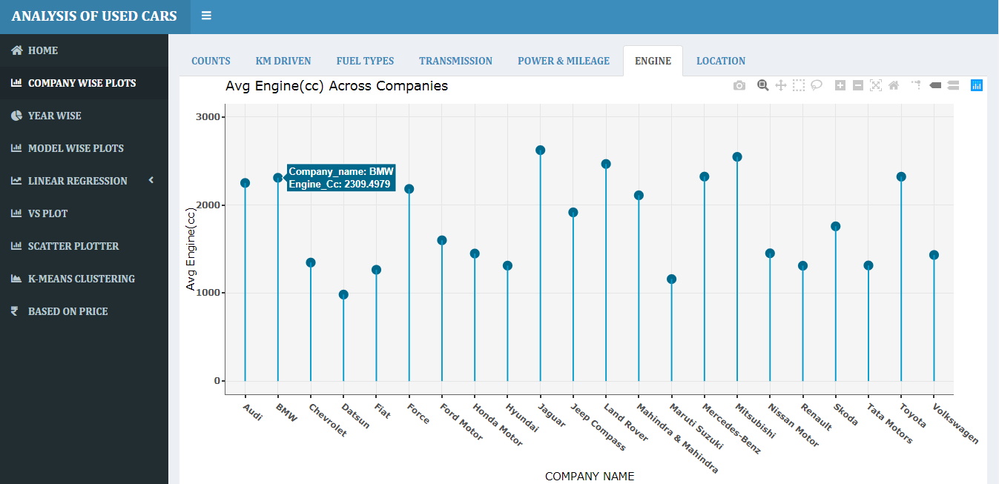 ANALYSIS OF USED CARS
HOME
COMPANY WISE PLOTS
YEAR WISE
MODEL WISE PLOTS
LINEAR REGRESSION
VS PLOT
SCATTER PLOTTER
K-MEANS CLUSTERING
BASED ON PRICE
COUNTS KM DRIVEN FUEL TYPES TRANSMISSION POWER & MILEAGE ENGINE LOCATION
Avg Engine(cc) Across Companies
Avg Engine(cc)
3000
2000
1000
0
Company_name: BMW
Engine_Cc: 2309.4979
Audi
BMW
Chevrolet
Datsun
Fiat
Force
Ford Motor
Honda Motor
Hyundai
Jaguar
Jeep Compass
Land Rover
Mahindra & Mahindra
Maruti Suzuki
Mercedes-Benz
Mitsubishi
Nissan Motor
Renault
Skoda
Tata Motors
Toyota
Volkswagen
COMPANY NAME